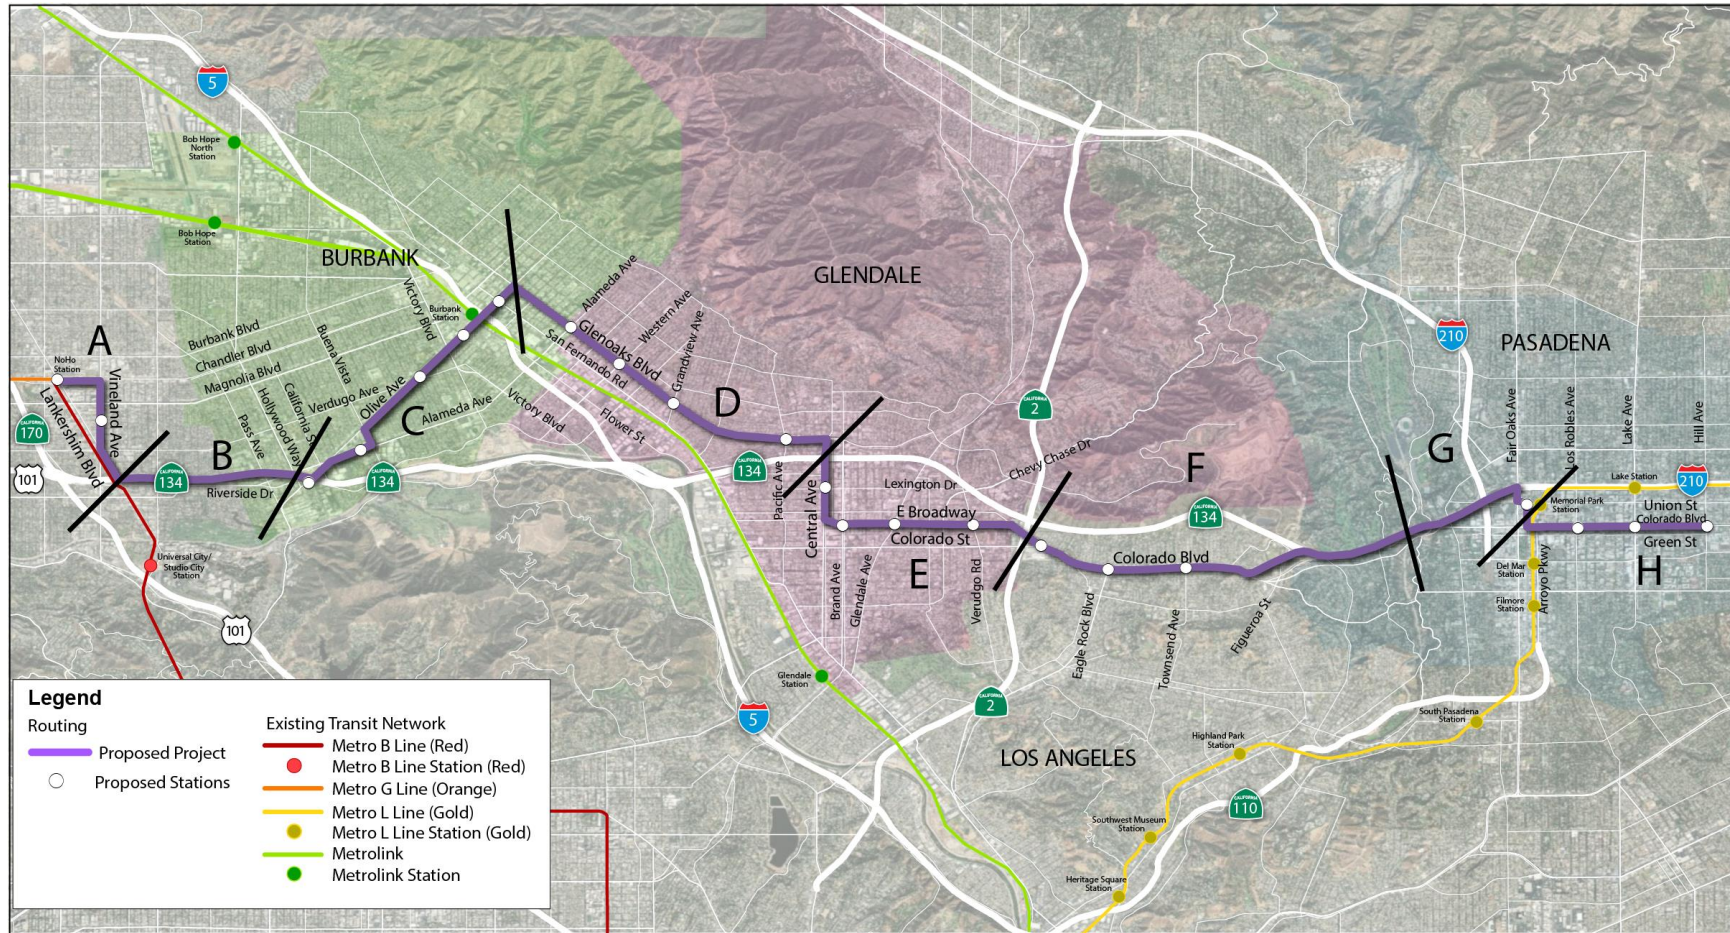 5
Bob Hope
North
Station
Bob Hope
Station
BURBANK
GLENDALE
PASADENA
LOS ANGELES
Burbank
Station
Victory Blvd
Alameda Ave
Western Ave
Grandview Ave
Glenoaks Blvd
San Fernando Rd
Burbank Blvd
Chandler Blvd
Magnolia Blvd
Buena Vista
A
NoHo
Station
Vineland Ave
Lankershim Blvd
CALIFORNIA
170
101
B
CALIFORNIA
134
Riverside Dr
Pass Ave
Hollywood Way
California St
Verdugo Ave
Olive Ave
C
Alameda Ave
CALIFORNIA
134
Victory Blvd
Flower St
D
CALIFORNIA
134
Pacific Ave
Central Ave
Lexington Dr
E Broadway
Colorado St
Chevy Chase Dr
CALIFORNIA
2
Brand Ave
Glendale Ave
E
Verudgo Rd
F
CALIFORNIA
134
Colorado Blvd
Eagle Rock Blvd
Townsend Ave
Figueroa St
210
G
Fair Oaks Ave
Los Robles Ave
Lake Ave
Hill Ave
Lake Station
210
Memorial Park
Station
Union St
Colorado Blvd
Green St
Del Mar
Station
Filmore
Station
Arroyo Pkwy
H
Universal City/
Studio City
Station
101
Glendale
Station
5
CALIFORNIA
2
South Pasadena
Station
Highland Park
Station
CALIFORNIA
110
Southwest Museum
Station
Heritage Square
Station
Legend
Routing
Proposed Project
Proposed Stations
Existing Transit Network
Metro B Line (Red)
Metro B Line Station (Red)
Metro G Line (Orange)
Metro L Line (Gold)
Metro L Line Station (Gold)
Metrolink
Metrolink Station